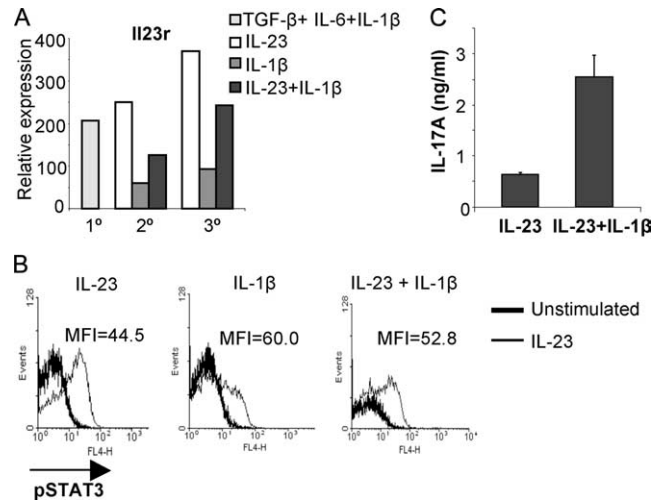 A
Il23r
TGF-β+ IL-6+IL-1β
IL-23
IL-1β
IL-23+IL-1β
Relative expression
400
300
200
100
0
1º 2º 3º
C
IL-17A (ng/ml)
3
2
1
0
IL-23 IL-23+IL-1β
B
IL-23
128
Events
0
MFI=44.5
10⁰ 10¹ 10² 10³
FL4-H
pSTAT3
IL-1β
128
Events
0
MFI=60.0
10⁰ 10¹ 10² 10³
FL4-H
IL-23 + IL-1β
128
Events
0
MFI=52.8
10⁰ 10¹ 10² 10³ 10⁴
FL4-H
Unstimulated
IL-23